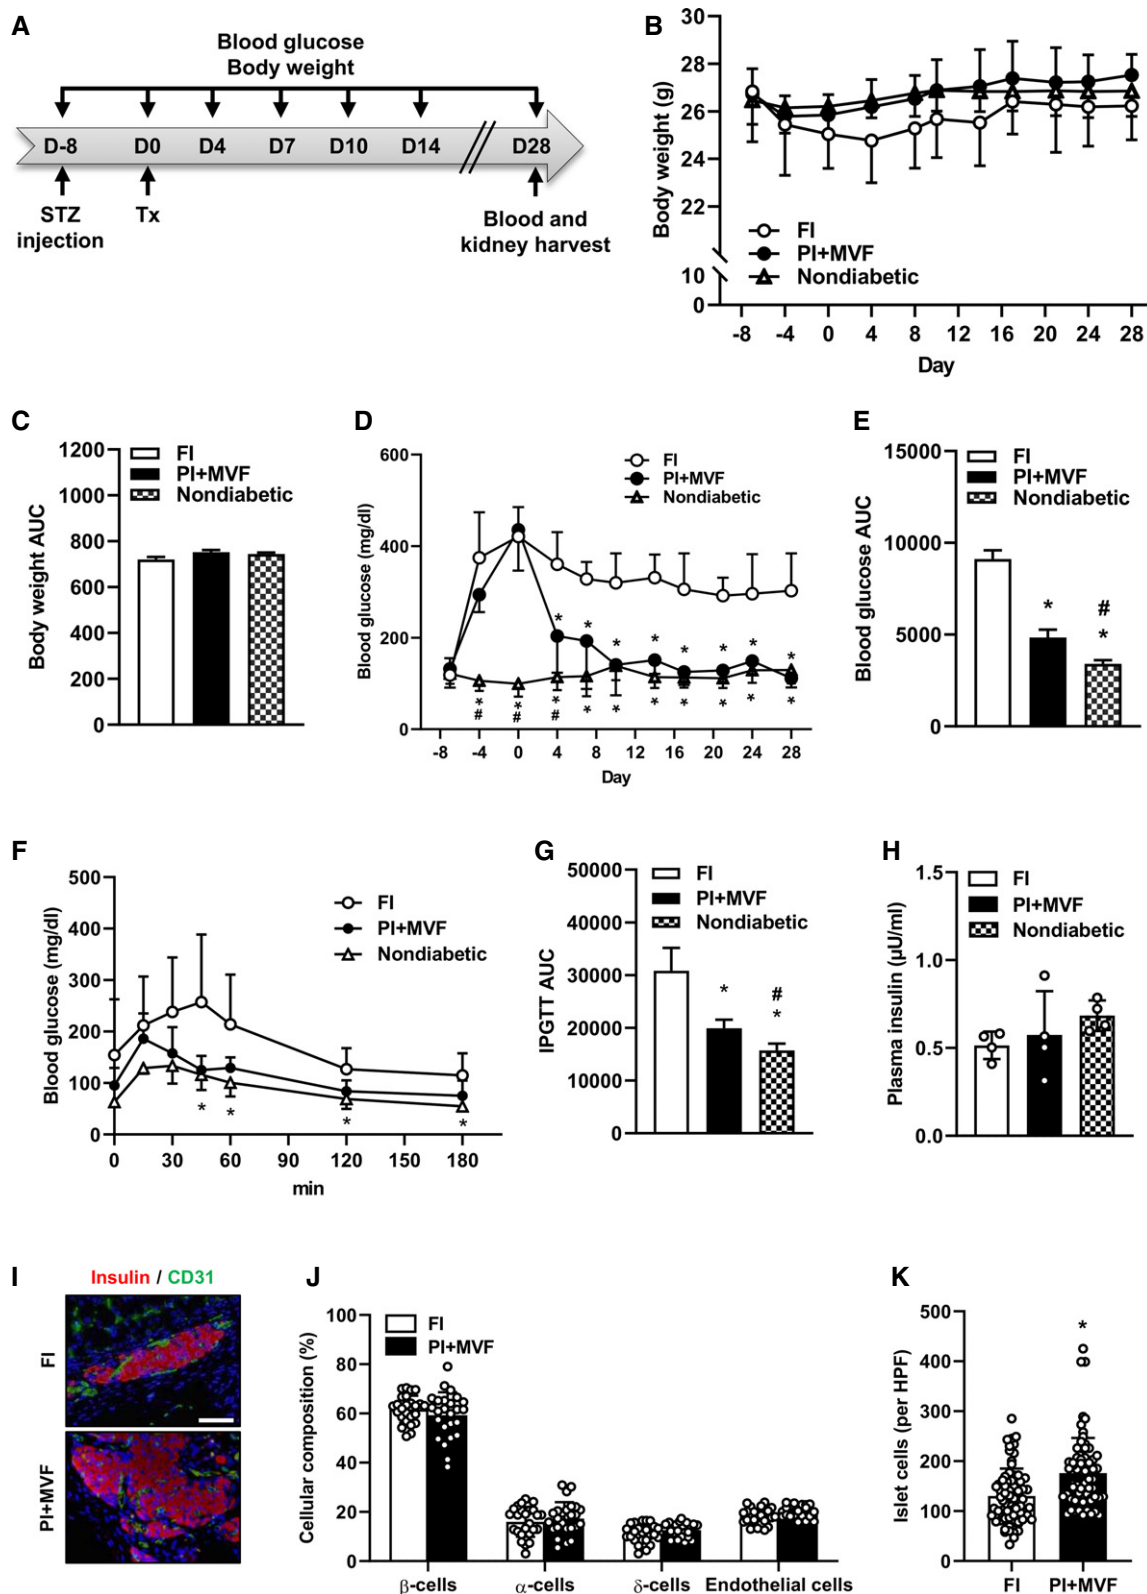 A
Blood glucose
Body weight
D-8 D0 D4 D7 D10 D14 D28
STZ
injection
Tx
Blood and
kidney harvest
B
Body weight (g)
30
28
26
24
22
10
0
FI
PI+MVF
Nondiabetic
-8 -4 0 4 8 12 16 20 24 28
Day
C
Body weight AUC
1200
1000
800
600
400
200
0
FI
PI+MVF
Nondiabetic
D
Blood glucose (mg/dl)
600
400
200
0
FI
PI+MVF
Nondiabetic
* * * * * * * *
* * * * * * * * * *
# # #
-8 -4 0 4 8 12 16 20 24 28
Day
E
Blood glucose AUC
15000
10000
5000
0
FI
PI+MVF
Nondiabetic
*
#
*
F
Blood glucose (mg/dl)
500
400
300
200
100
0
FI
PI+MVF
Nondiabetic
* * * *
0 30 60 90 120 150 180
min
G
IPGTT AUC
50000
40000
30000
20000
10000
0
FI
PI+MVF
Nondiabetic
*
#
*
H
Plasma insulin (µU/ml)
1.5
1.0
0.5
0.0
FI
PI+MVF
Nondiabetic
I
Insulin / CD31
FI
PI+MVF
J
Cellular composition (%)
100
80
60
40
20
0
FI
PI+MVF
β-cells α-cells δ-cells Endothelial cells
K
Islet cells (per HPF)
500
400
300
200
100
0
*
FI PI+MVF